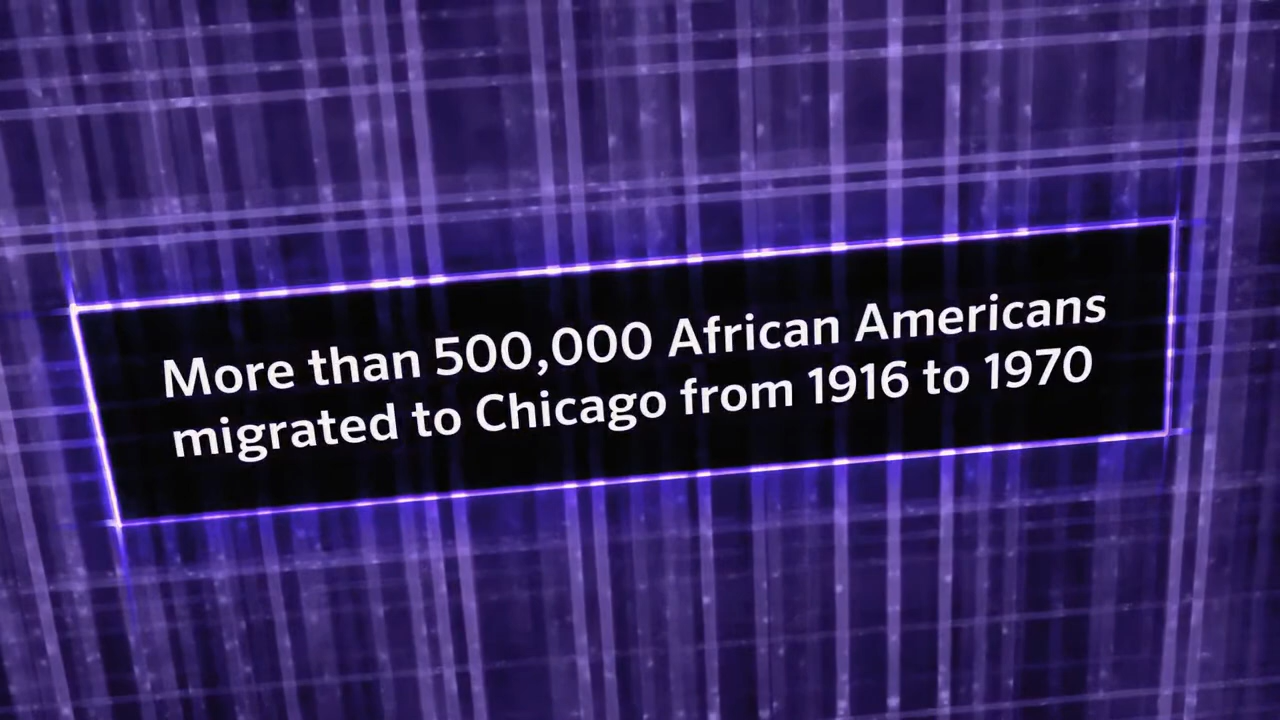 More than 500,000 African Americans
migrated to Chicago from 1916 to 1970